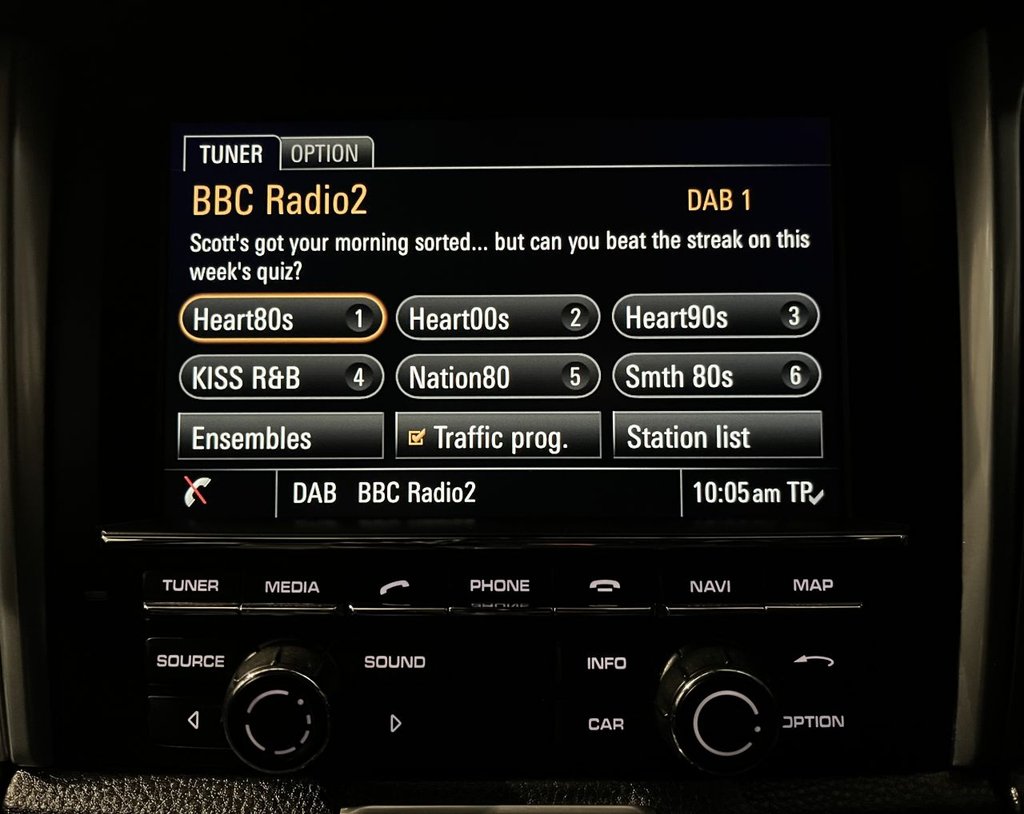 TUNER OPTION
BBC Radio2 DAB 1
Scott's got your morning sorted... but can you beat the streak on this
week's quiz?
Heart80s 1 Heart00s 2 Heart90s 3
KISS R&B 4 Nation80 5 Smth 80s 6
Ensembles Traffic prog. Station list
DAB BBC Radio2 10:05am TP
TUNER MEDIA PHONE NAVI MAP
SOURCE SOUND INFO
CAR OPTION